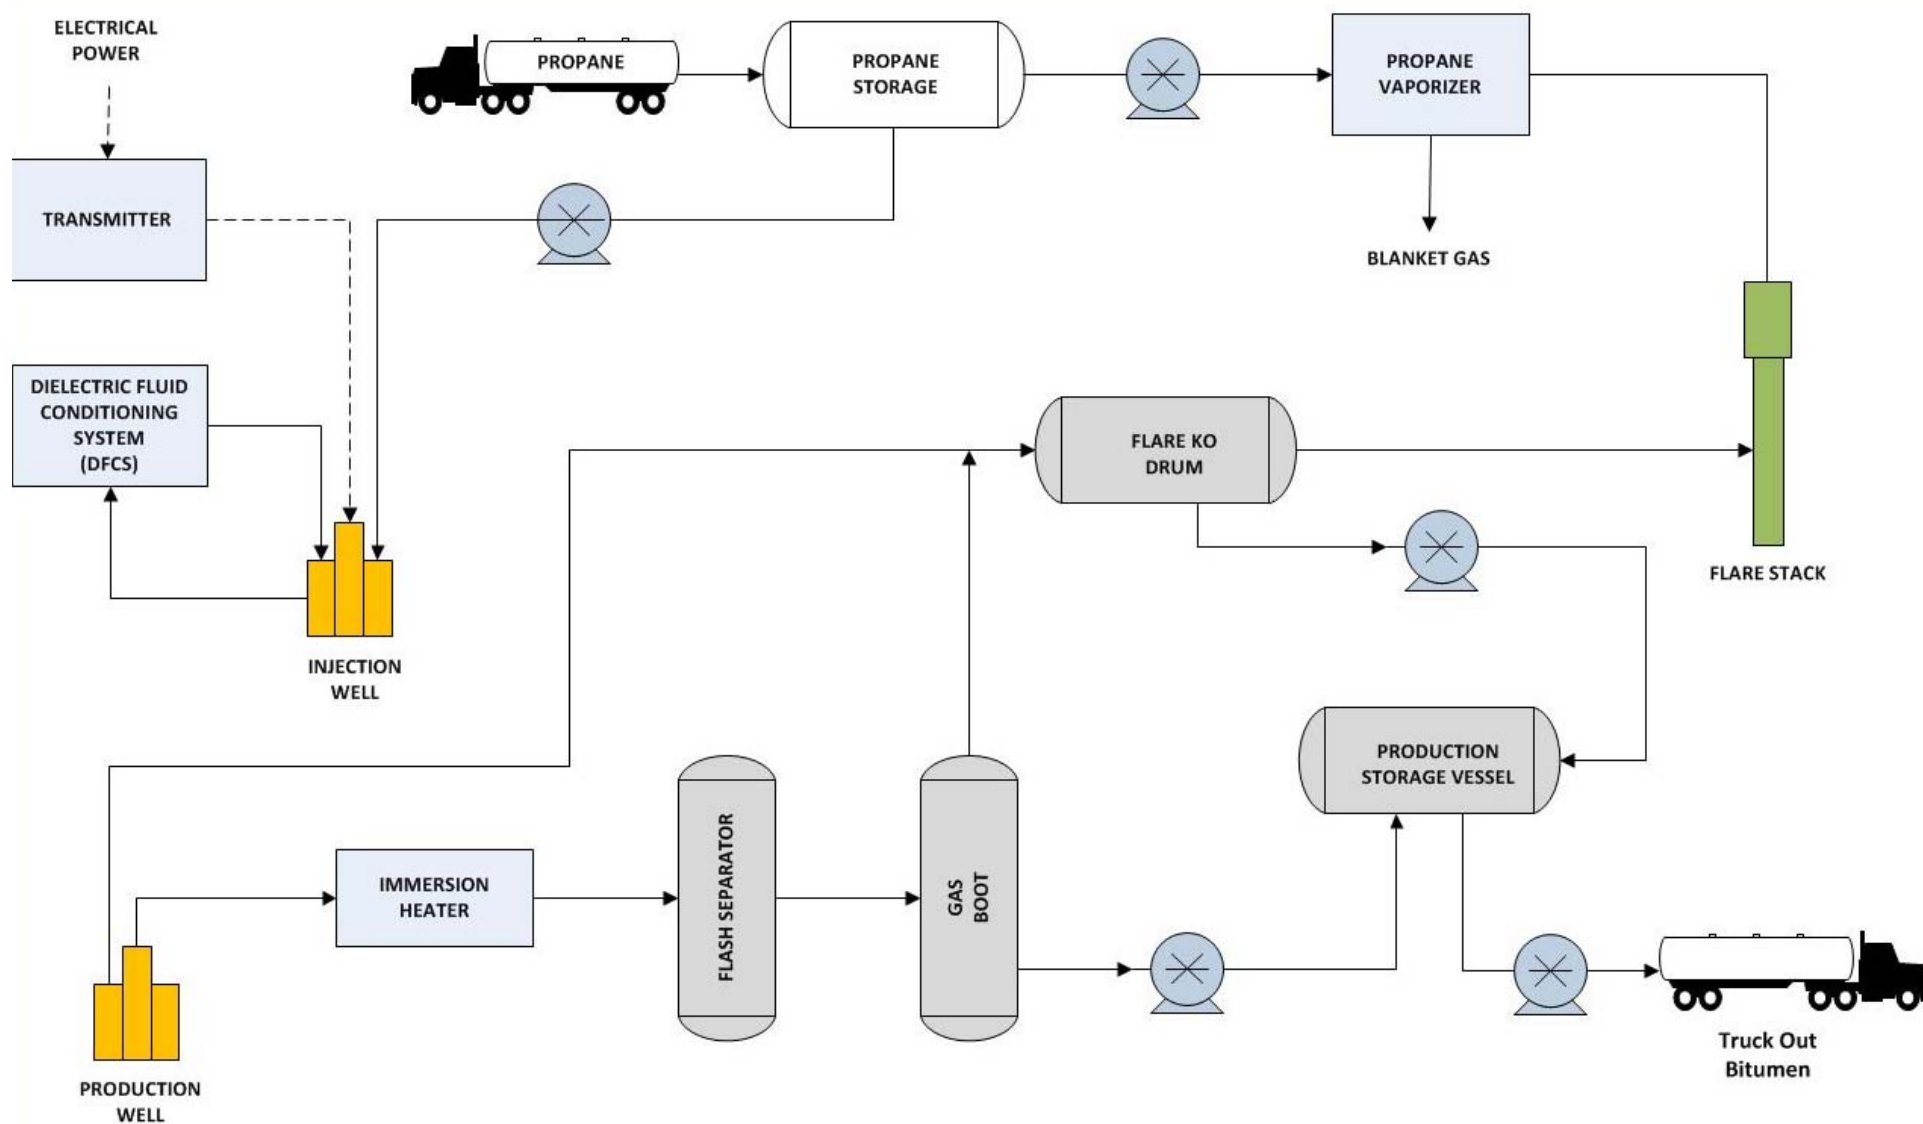 ELECTRICAL
POWER
PROPANE
PROPANE
STORAGE
PROPANE
VAPORIZER
TRANSMITTER
BLANKET GAS
DIELECTRIC FLUID
CONDITIONING
SYSTEM
(DFCS)
FLARE KO
DRUM
FLARE STACK
INJECTION
WELL
PRODUCTION
STORAGE VESSEL
IMMERSION
HEATER
FLASH SEPARATOR
GAS
BOOT
Truck Out
Bitumen
PRODUCTION
WELL